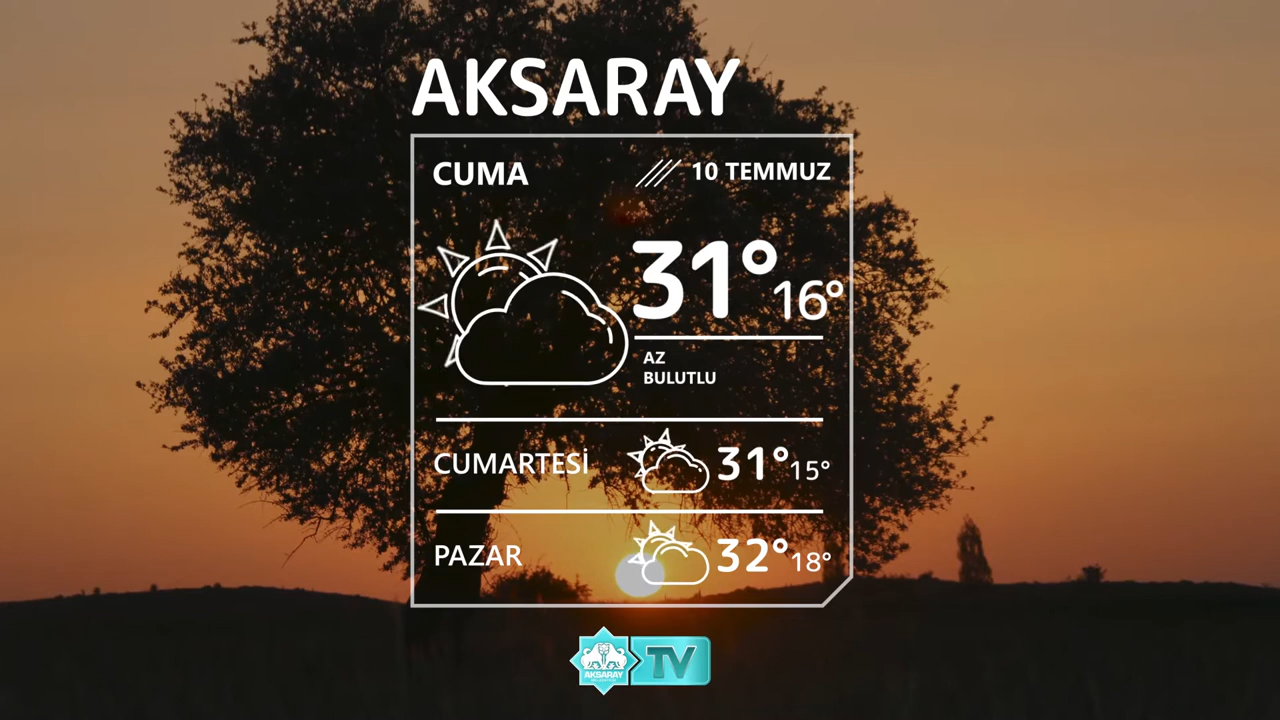 AKSARAY
CUMA
10 TEMMUZ
31° 16°
AZ
BULUTLU
CUMARTESİ 31° 15°
PAZAR 32° 18°
AKSARAY
TV